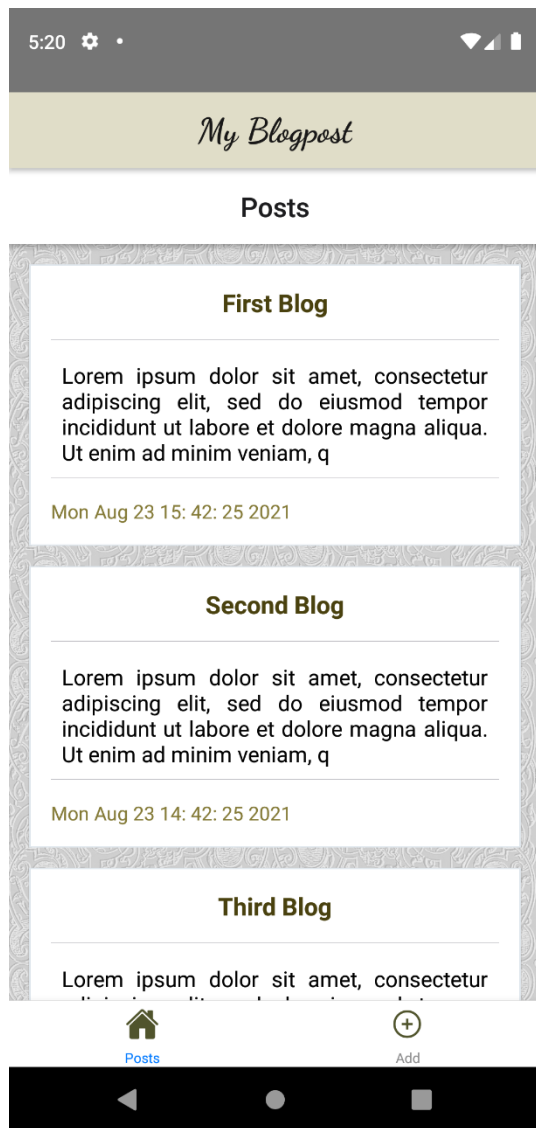 5:20
My Blogpost
Posts
First Blog
Lorem ipsum dolor sit amet, consectetur
adipiscing elit, sed do eiusmod tempor
incididunt ut labore et dolore magna aliqua.
Ut enim ad minim veniam, q
Mon Aug 23 15: 42: 25 2021
Second Blog
Lorem ipsum dolor sit amet, consectetur
adipiscing elit, sed do eiusmod tempor
incididunt ut labore et dolore magna aliqua.
Ut enim ad minim veniam, q
Mon Aug 23 14: 42: 25 2021
Third Blog
Lorem ipsum dolor sit amet, consectetur
Posts
Add